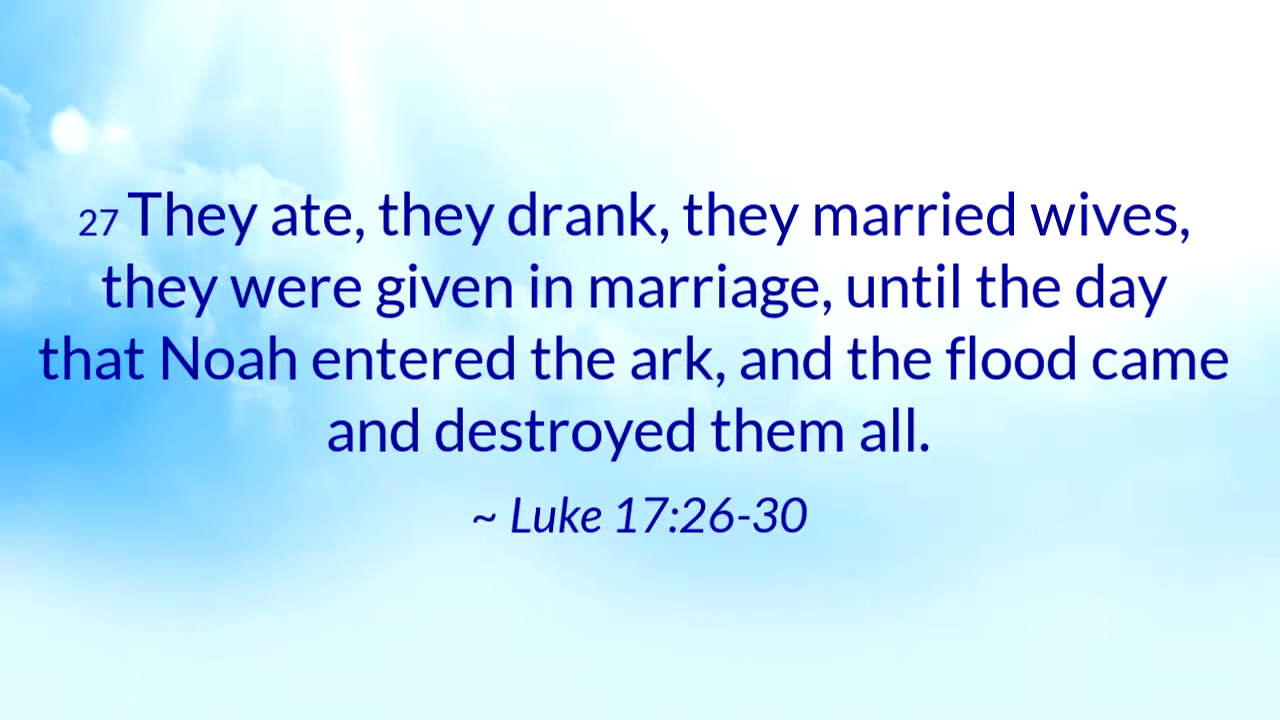 27 They ate, they drank, they married wives,
they were given in marriage, until the day
that Noah entered the ark, and the flood came
and destroyed them all.
~ Luke 17:26-30